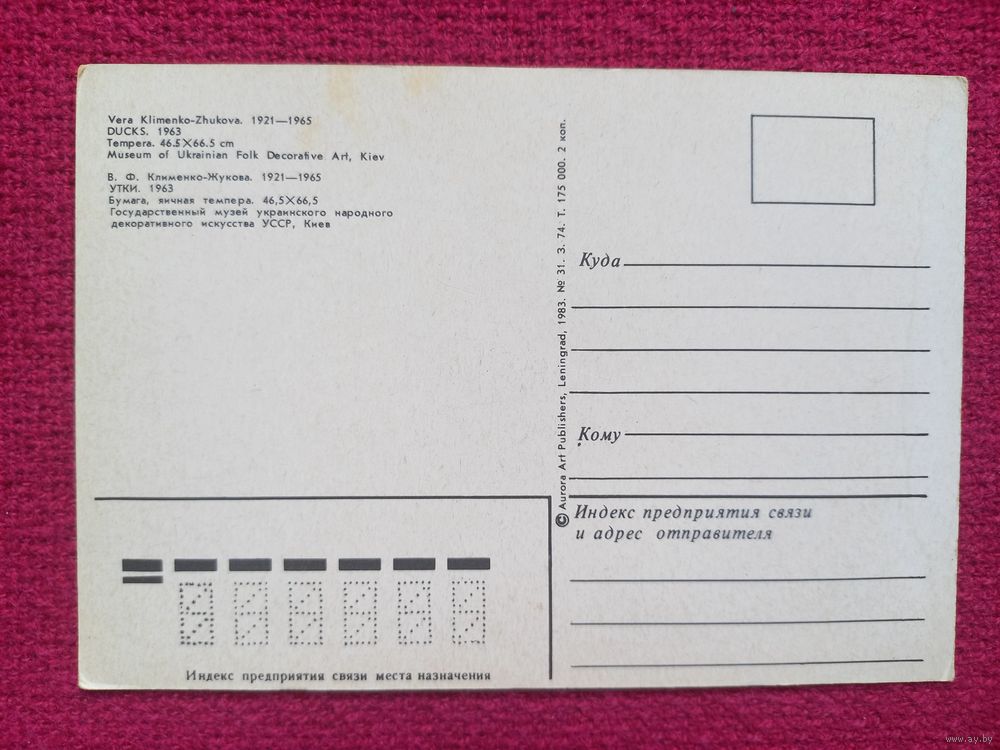 Vera Klimenko-Zhukova. 1921—1965
DUCKS. 1963
Tempera. 46.5×66.5 cm
Museum of Ukrainian Folk Decorative Art, Kiev
В. Ф. Клименко-Жукова. 1921—1965
УТКИ. 1963
Бумага, яичная темпера. 46,5×66,5
Государственный музей украинского народного
декоративного искусства УССР, Киев
© Aurora Art Publishers, Leningrad, 1983. № 31. З. 74. Т. 175 000. 2 коп.
Куда
Кому
Индекс предприятия связи
и адрес отправителя
Индекс предприятия связи места назначения
www.ay.by